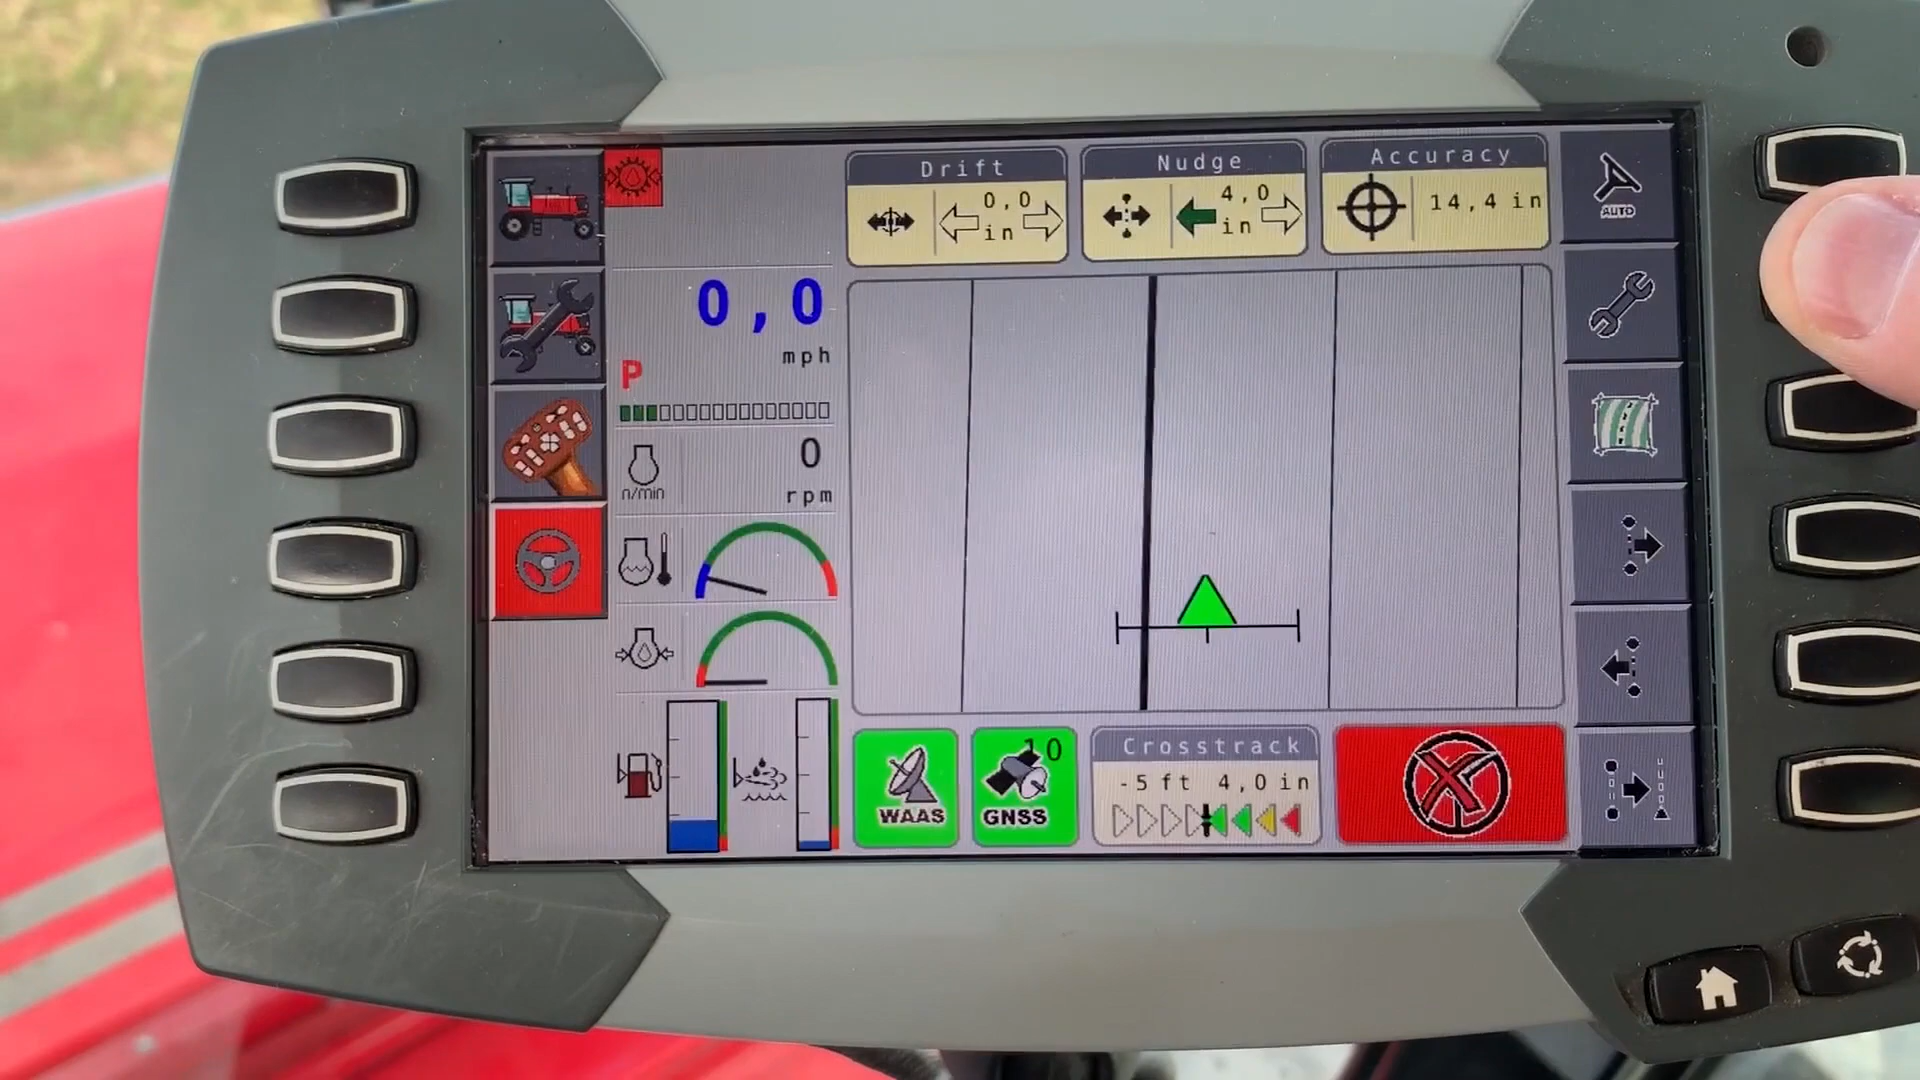 Drift
0,0
in
Nudge
4,0
in
Accuracy
14,4 in
AUTO
0,0
mph
P
0
rpm
n/min
WAAS
10
GNSS
Crosstrack
-5 ft 4,0 in